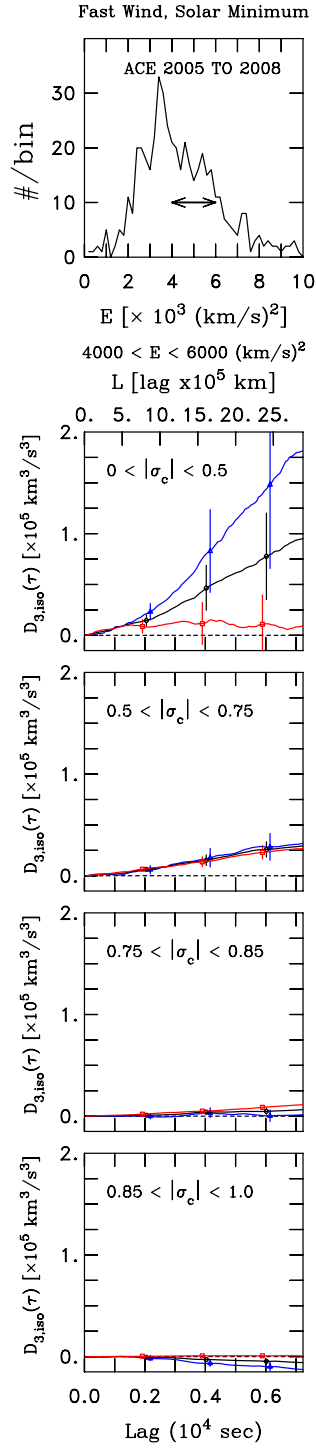 Fast Wind, Solar Minimum
ACE 2005 TO 2008
#/bin
30
20
10
0
0 2 4 6 8 10
E [× 10³ (km/s)²]
4000 < E < 6000 (km/s)²
L [lag x10⁵ km]
0. 5. 10. 15. 20. 25.
D₃,iso(τ) [×10⁵ km³/s³]
2.
1.
0.
0 < |σc| < 0.5
D₃,iso(τ) [×10⁵ km³/s³]
2.
1.
0.
0.5 < |σc| < 0.75
D₃,iso(τ) [×10⁵ km³/s³]
2.
1.
0.
0.75 < |σc| < 0.85
D₃,iso(τ) [×10⁵ km³/s³]
2.
1.
0.
0.85 < |σc| < 1.0
0.0 0.2 0.4 0.6
Lag (10⁴ sec)